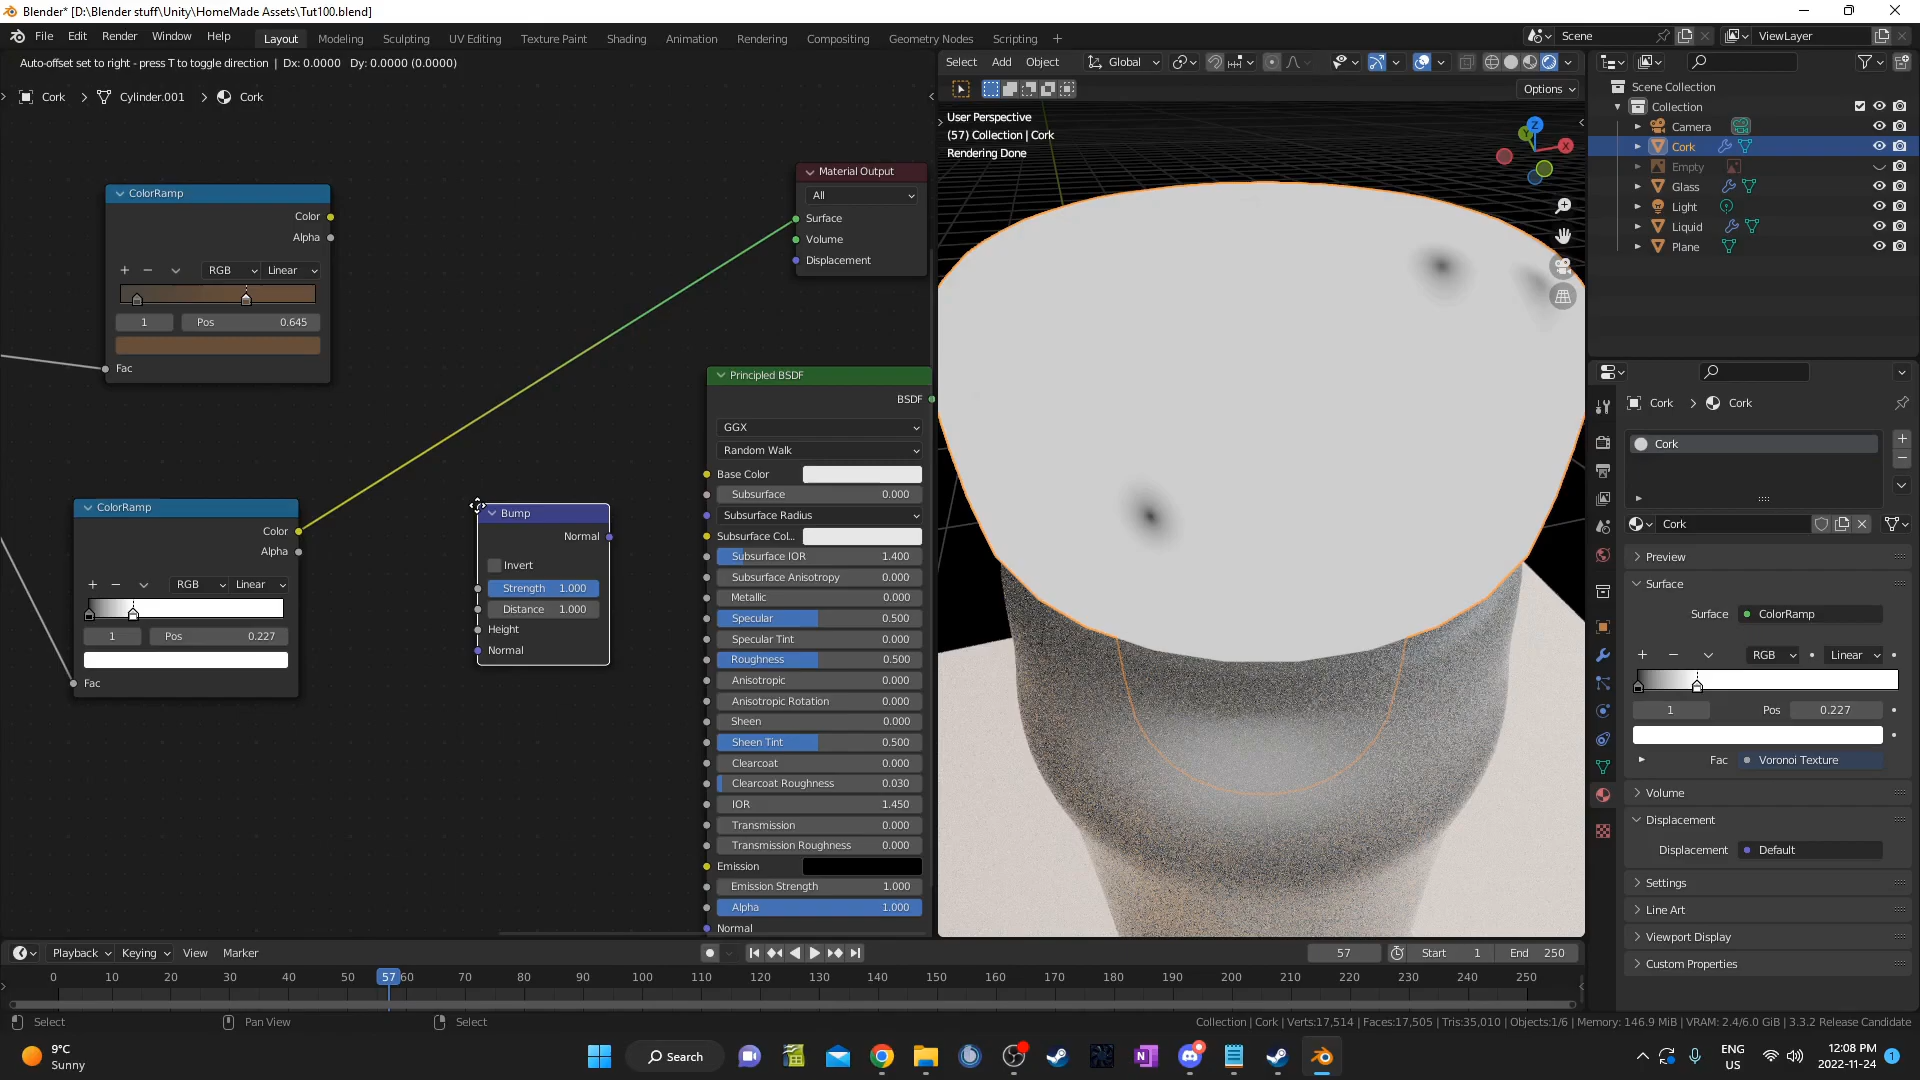 Blender* [D:\Blender stuff\Unity\HomeMade Assets\Tut100.blend]
File Edit Render Window Help Layout Modeling Sculpting UV Editing Texture Paint Shading Animation Rendering Compositing Geometry Nodes Scripting + Scene ViewLayer
Auto-offset set to right - press T to toggle direction | Dx: 0.0000 Dy: 0.0000 (0.0000)
Select Add Object Global
Options
Cork > Cylinder.001 > Cork
User Perspective
(57) Collection | Cork
Rendering Done
Z
Y
X
Material Output
All
Surface
Volume
Displacement
ColorRamp
Color
Alpha
RGB Linear
1 Pos 0.645
Fac
ColorRamp
Color
Alpha
RGB Linear
1 Pos 0.227
Fac
Bump
Normal
Invert
Strength 1.000
Distance 1.000
Height
Normal
Principled BSDF
BSDF
GGX
Random Walk
Base Color
Subsurface 0.000
Subsurface Radius
Subsurface Col...
Subsurface IOR 1.400
Subsurface Anisotropy 0.000
Metallic 0.000
Specular 0.500
Specular Tint 0.000
Roughness 0.500
Anisotropic 0.000
Anisotropic Rotation 0.000
Sheen 0.000
Sheen Tint 0.500
Clearcoat 0.000
Clearcoat Roughness 0.030
IOR 1.450
Transmission 0.000
Transmission Roughness 0.000
Emission
Emission Strength 1.000
Alpha 1.000
Normal
Scene Collection
Collection
Camera
Cork
Empty
Glass
Light
Liquid
Plane
Cork > Cork
Cork
Cork
Preview
Surface
Surface ColorRamp
RGB Linear
1 Pos 0.227
Fac Voronoi Texture
Volume
Displacement
Displacement Default
Settings
Line Art
Viewport Display
Custom Properties
Playback Keying View Marker 57 Start 1 End 250
0 10 20 30 40 50 57 60 70 80 90 100 110 120 130 140 150 160 170 180 190 200 210 220 230 240 250
Select Pan View Select Collection | Cork | Verts:17,514 | Faces:17,505 | Tris:35,010 | Objects:1/6 | Memory: 146.9 MiB | VRAM: 2.4/6.0 GiB | 3.3.2 Release Candidate
9°C
Sunny
Search
ENG
US
12:08 PM
2022-11-24
1